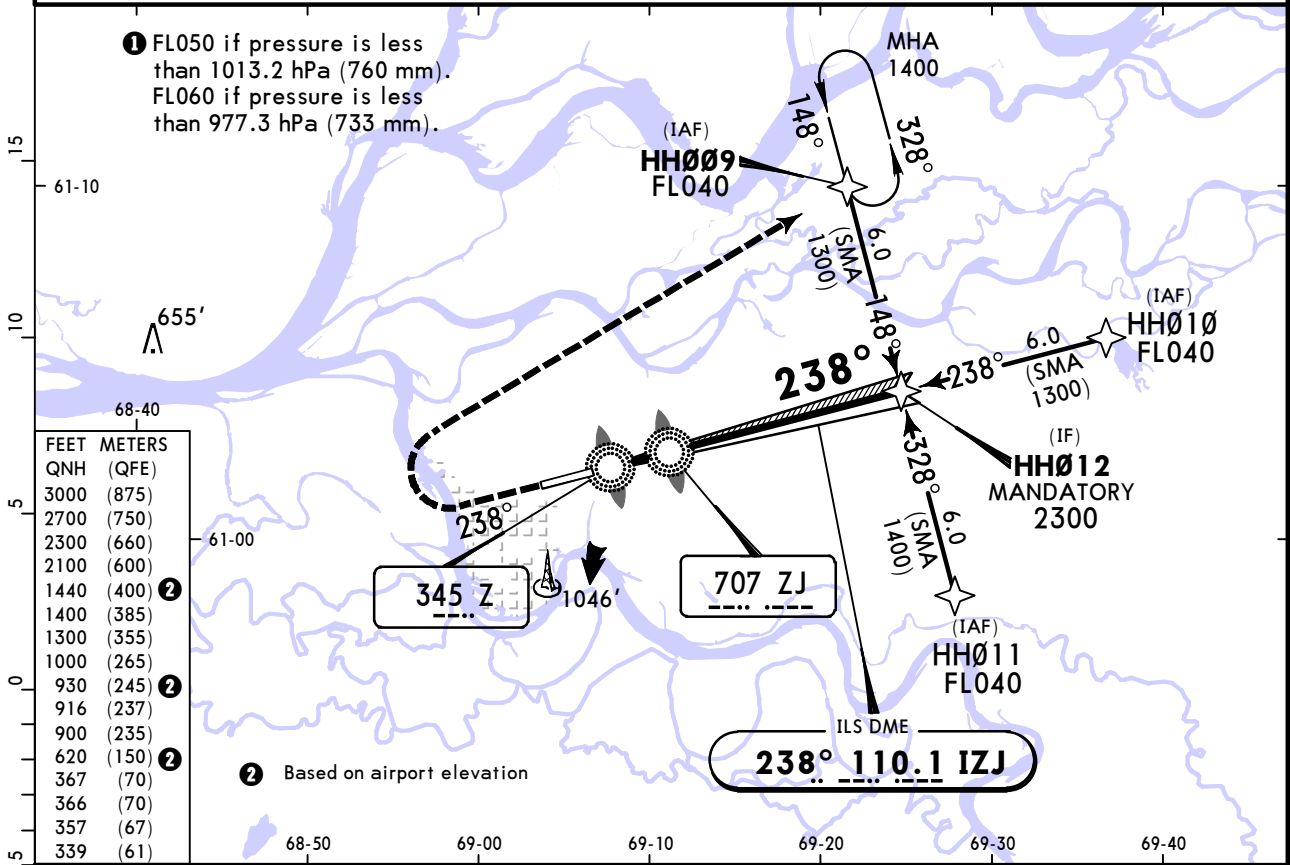 ❶ FL050 if pressure is less
than 1013.2 hPa (760 mm).
FL060 if pressure is less
than 977.3 hPa (733 mm).
MHA
1400
148°
328°
(IAF)
HHØØ9
FL040
15
61-10
6.0
(SMA
1300)
148°
(IAF)
HHØ1Ø
FL040
6.0
238°
(SMA
1300)
10
655'
238°
68-40
(IF)
HHØ12
MANDATORY
2300
328°
6.0
(SMA
1400)
FEET METERS
QNH (QFE)
3000 (875)
2700 (750)
2300 (660)
2100 (600)
1440 (400) ❷
1400 (385)
1300 (355)
1000 (265)
930 (245) ❷
916 (237)
900 (235)
620 (150) ❷
367 (70)
366 (70)
357 (67)
339 (61)
5
61-00
238°
345 Z
1046'
707 ZJ
(IAF)
HHØ11
FL040
0
ILS DME
238° 110.1 IZJ
❷ Based on airport elevation
5
68-50
69-00
69-10
69-20
69-30
69-40